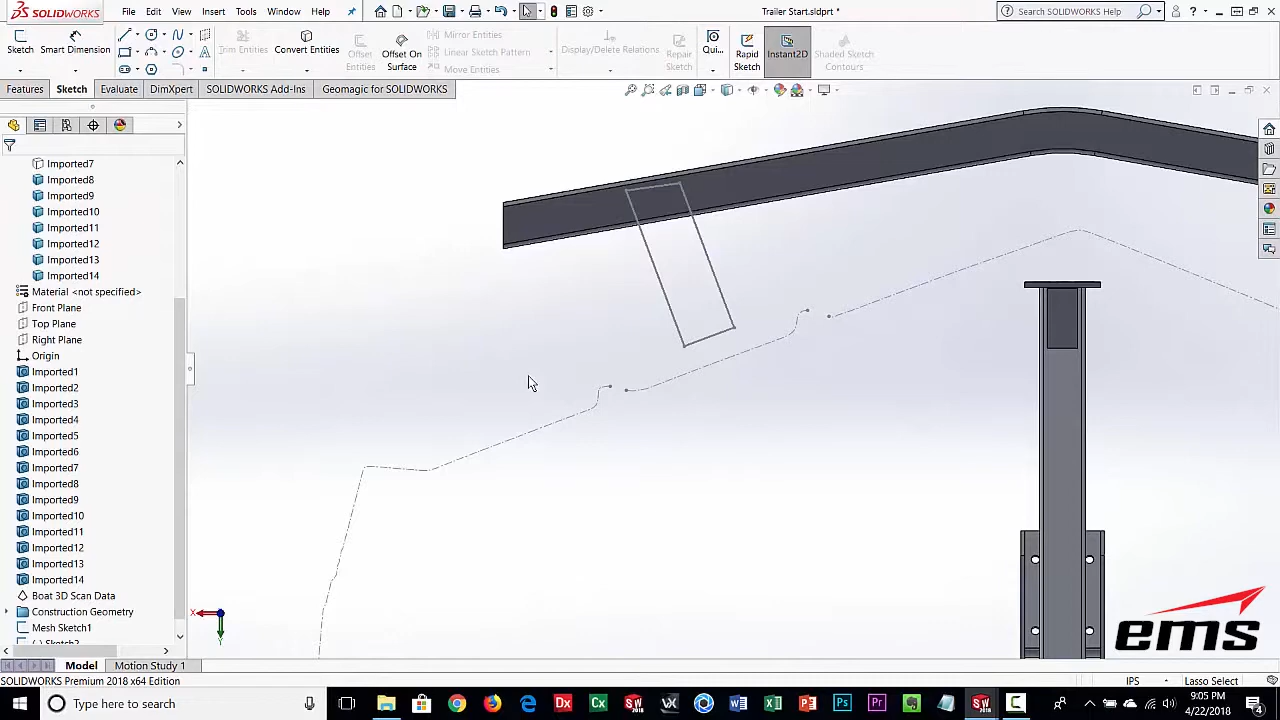 SOLIDWORKS File Edit View Insert Tools Window Help Trailer Start.sldprt * Search SOLIDWORKS Help
Sketch Smart Dimension Trim Entities Convert Entities Offset Entities Offset On Surface Mirror Entities Linear Sketch Pattern Move Entities Display/Delete Relations Repair Sketch Qui... Rapid Sketch Instant2D Shaded Sketch Contours
Features Sketch Evaluate DimXpert SOLIDWORKS Add-Ins Geomagic for SOLIDWORKS
Imported7
Imported8
Imported9
Imported10
Imported11
Imported12
Imported13
Imported14
Material <not specified>
Front Plane
Top Plane
Right Plane
Origin
Imported1
Imported2
Imported3
Imported4
Imported5
Imported6
Imported7
Imported8
Imported9
Imported10
Imported11
Imported12
Imported13
Imported14
Boat 3D Scan Data
Construction Geometry
Mesh Sketch1
X
Y
ems
Model Motion Study 1
SOLIDWORKS Premium 2018 x64 Edition IPS Lasso Select
Type here to search 9:05 PM
4/22/2018